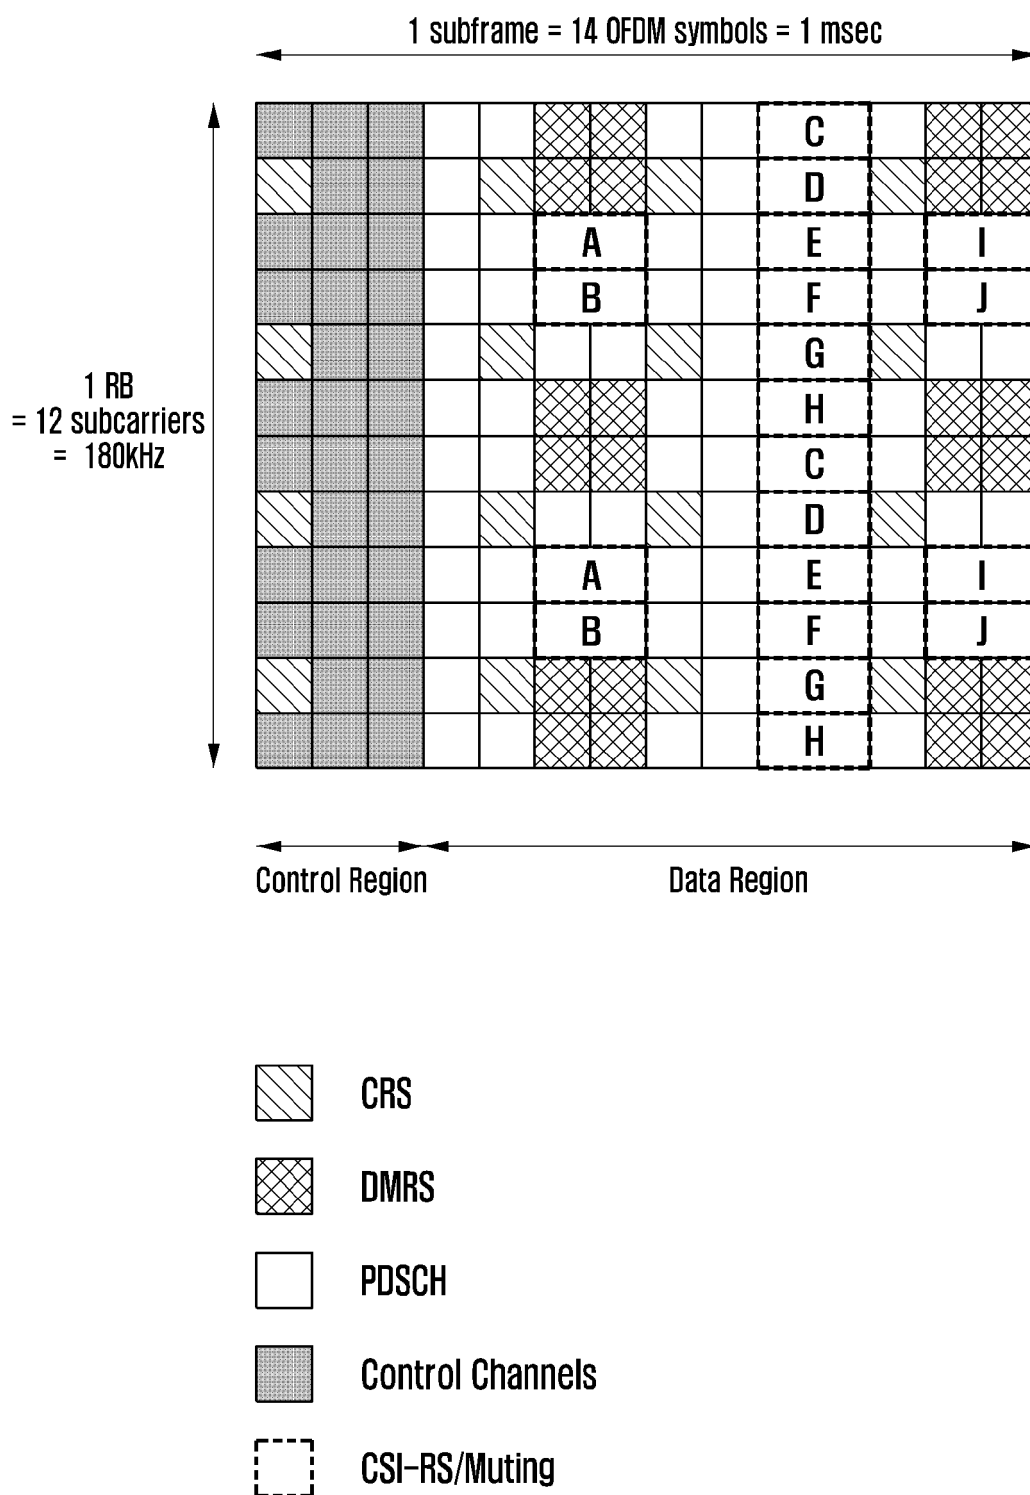 1 subframe = 14 OFDM symbols = 1 msec
C
D
A E I
B F J
G
H
C
D
A E I
B F J
G
H
1 RB
= 12 subcarriers
= 180kHz
Control Region
Data Region
CRS
DMRS
PDSCH
Control Channels
CSI-RS/Muting